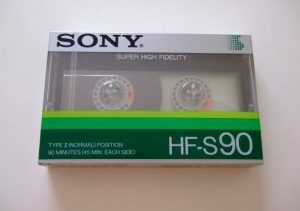 SONY.
SUPER HIGH FIDELITY
TYPE I (NORMAL) POSITION
90 MINUTES (45 MIN. EACH SIDE)
HF-S90